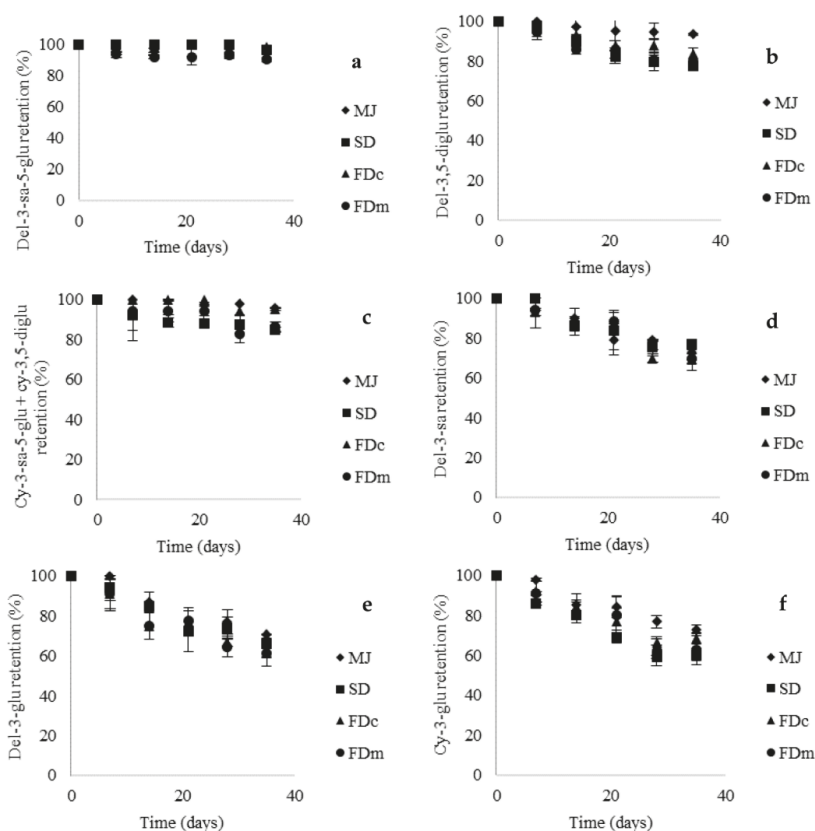 Del-3-sa-5-glu retention (%)
100
80
60
40
20
0
0 20 40
Time (days)
a
MJ
SD
FDc
FDm
Del-3,5-diglu retention (%)
100
80
60
40
20
0
0 20 40
Time (days)
b
MJ
SD
FDc
FDm
Cy-3-sa-5-glu + cy-3,5-diglu
retention (%)
100
80
60
40
20
0
0 20 40
Time (days)
c
MJ
SD
FDc
FDm
Del-3-sa retention (%)
100
80
60
40
20
0
0 20 40
Time (days)
d
MJ
SD
FDc
FDm
Del-3-glu retention (%)
100
80
60
40
20
0
0 20 40
Time (days)
e
MJ
SD
FDc
FDm
Cy-3-glu retention (%)
100
80
60
40
20
0
0 20 40
Time (days)
f
MJ
SD
FDc
FDm